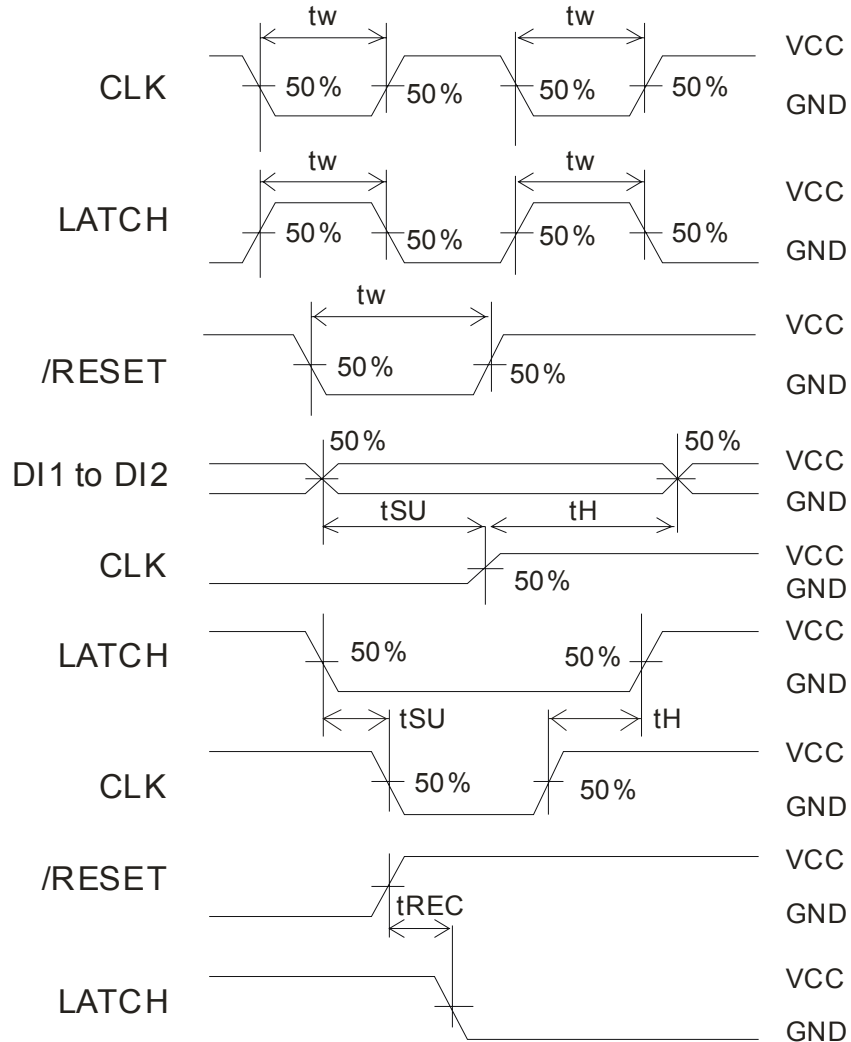 tw tw
VCC
CLK 50% 50% 50% 50%
GND
tw tw
VCC
LATCH 50% 50% 50% 50%
GND
tw
VCC
/RESET 50% 50%
GND
50% 50%
DI1 to DI2 VCC
GND
tSU tH
VCC
CLK 50% GND
VCC
LATCH 50% 50%
GND
tSU tH
VCC
CLK 50% 50%
GND
VCC
/RESET
tREC GND
VCC
LATCH
GND